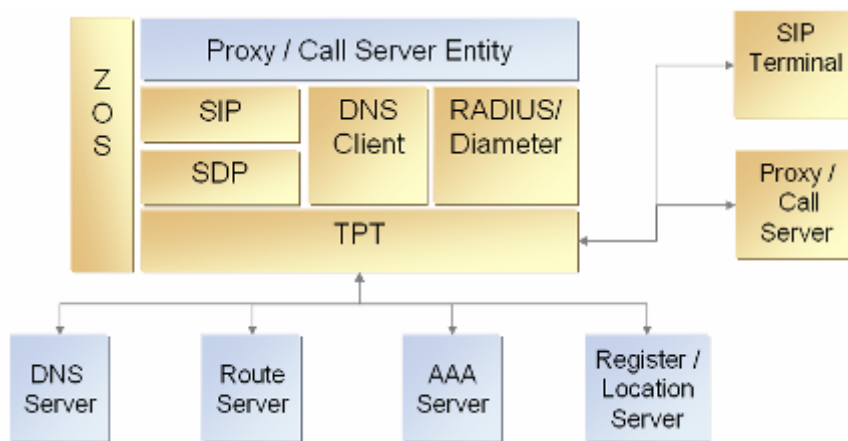 Z
O
S
Proxy / Call Server Entity
SIP
DNS
Client
RADIUS/
Diameter
SDP
TPT
SIP
Terminal
Proxy /
Call
Server
DNS
Server
Route
Server
AAA
Server
Register /
Location
Server